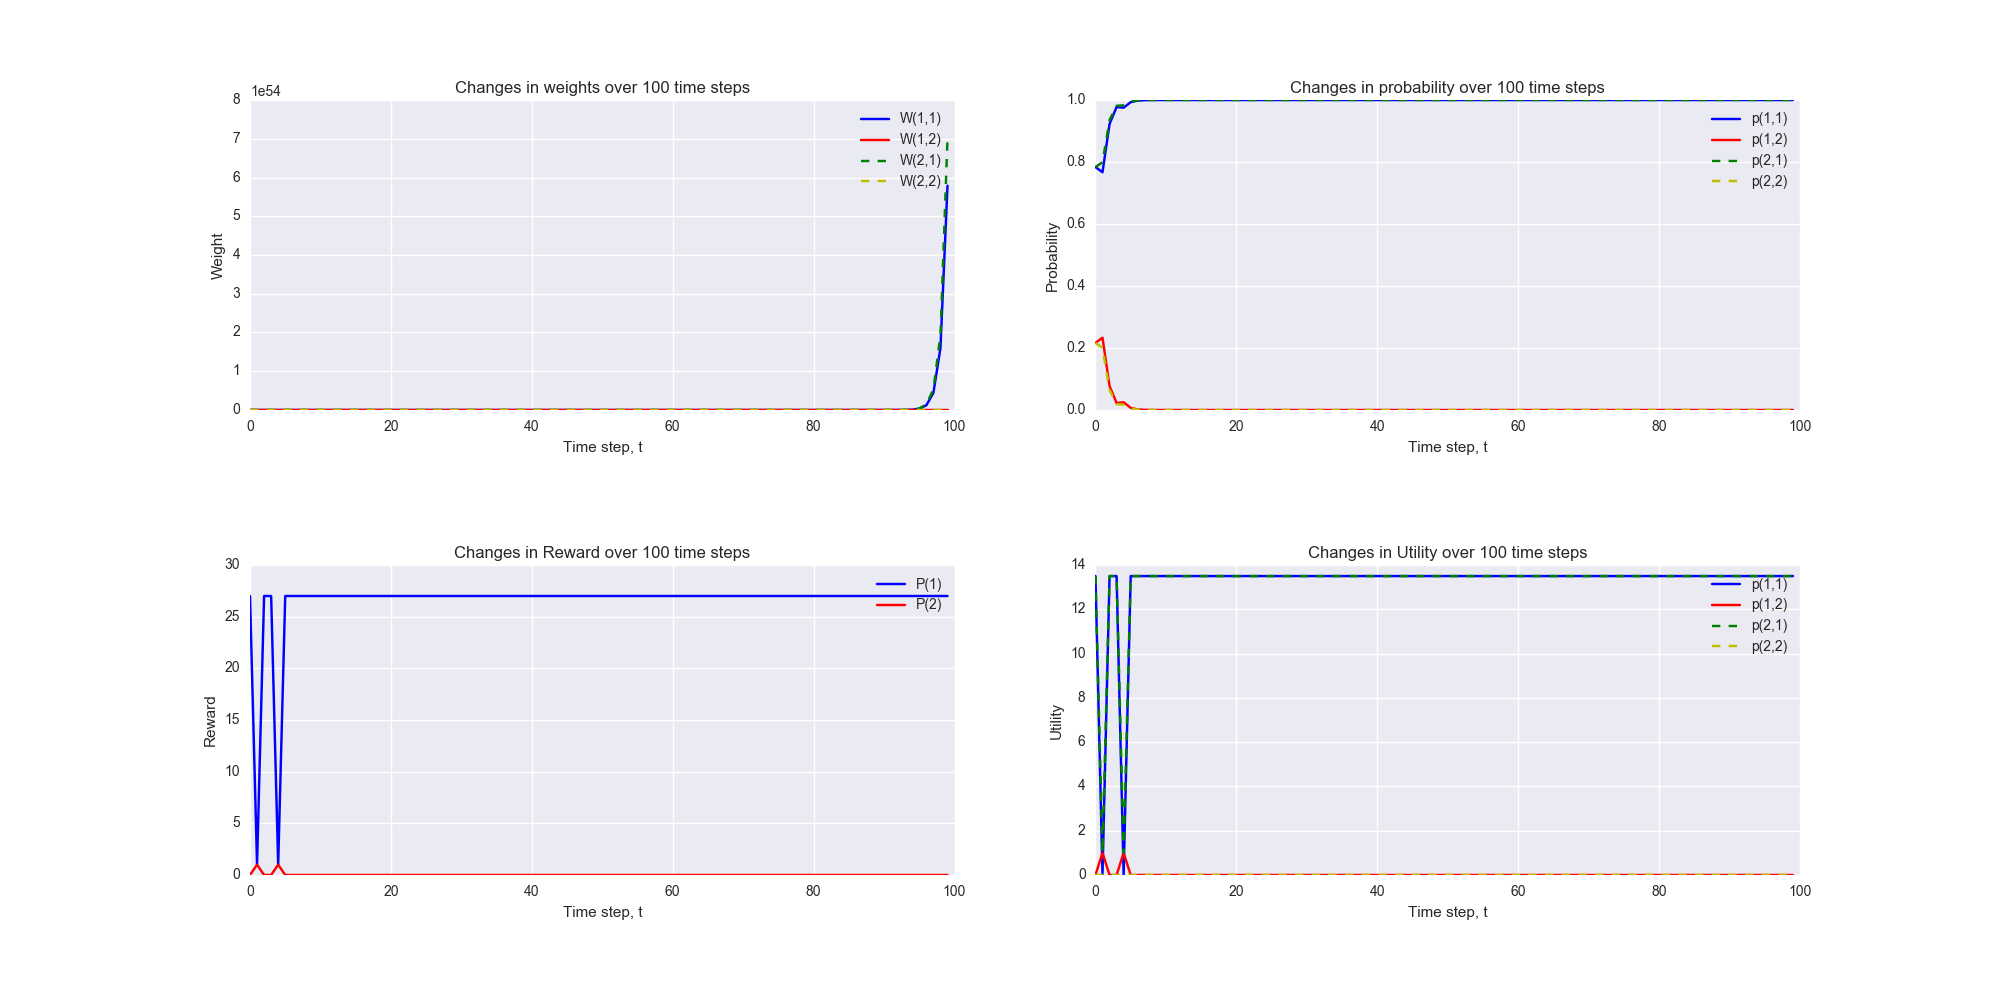 Changes in weights over 100 time steps
1e54
8
7
6
5
4
3
2
1
0
Weight
W(1,1)
W(1,2)
W(2,1)
W(2,2)
0 20 40 60 80 100
Time step, t
Changes in probability over 100 time steps
1.0
0.8
0.6
0.4
0.2
0.0
Probability
p(1,1)
p(1,2)
p(2,1)
p(2,2)
0 20 40 60 80 100
Time step, t
Changes in Reward over 100 time steps
30
25
20
15
10
5
0
Reward
P(1)
P(2)
0 20 40 60 80 100
Time step, t
Changes in Utility over 100 time steps
14
12
10
8
6
4
2
0
Utility
p(1,1)
p(1,2)
p(2,1)
p(2,2)
0 20 40 60 80 100
Time step, t